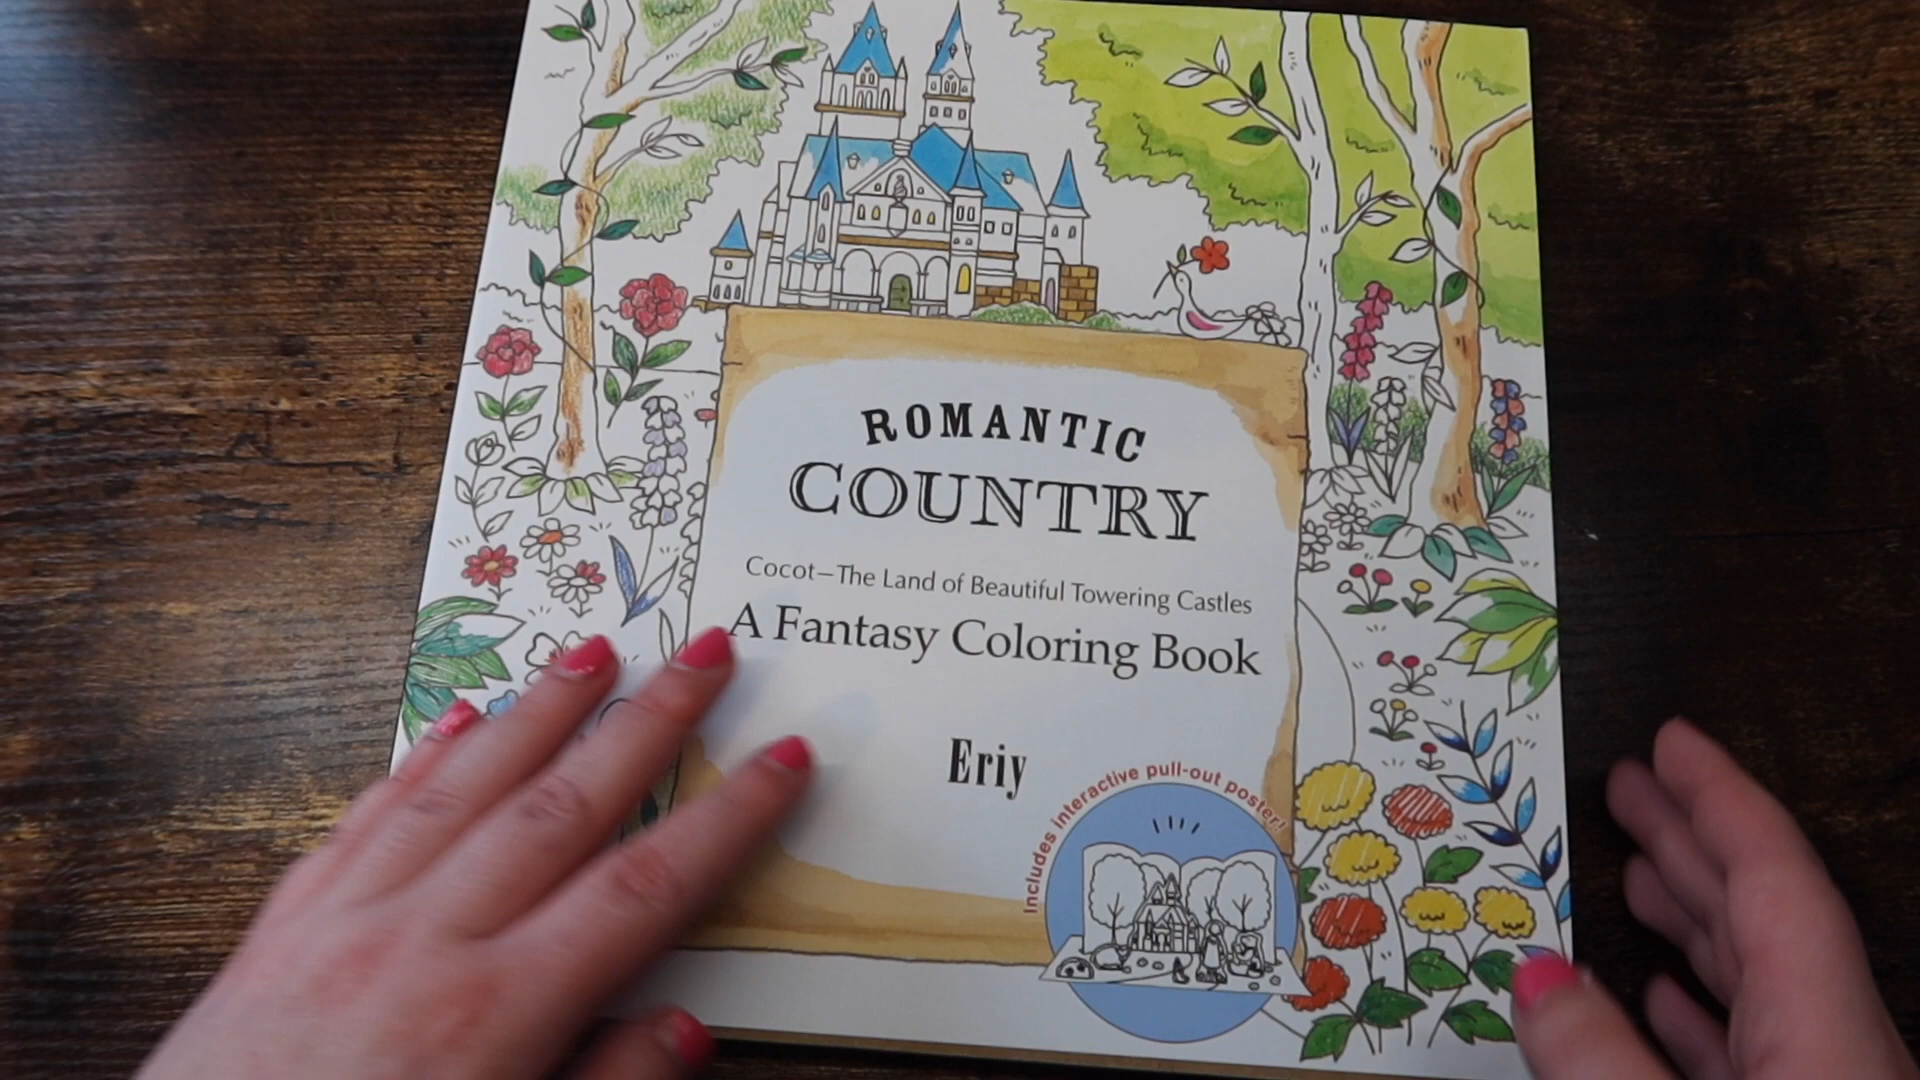 ROMANTIC
COUNTRY
Cocot—The Land of Beautiful Towering Castles
A Fantasy Coloring Book
Eriy
Includes interactive pull-out poster!